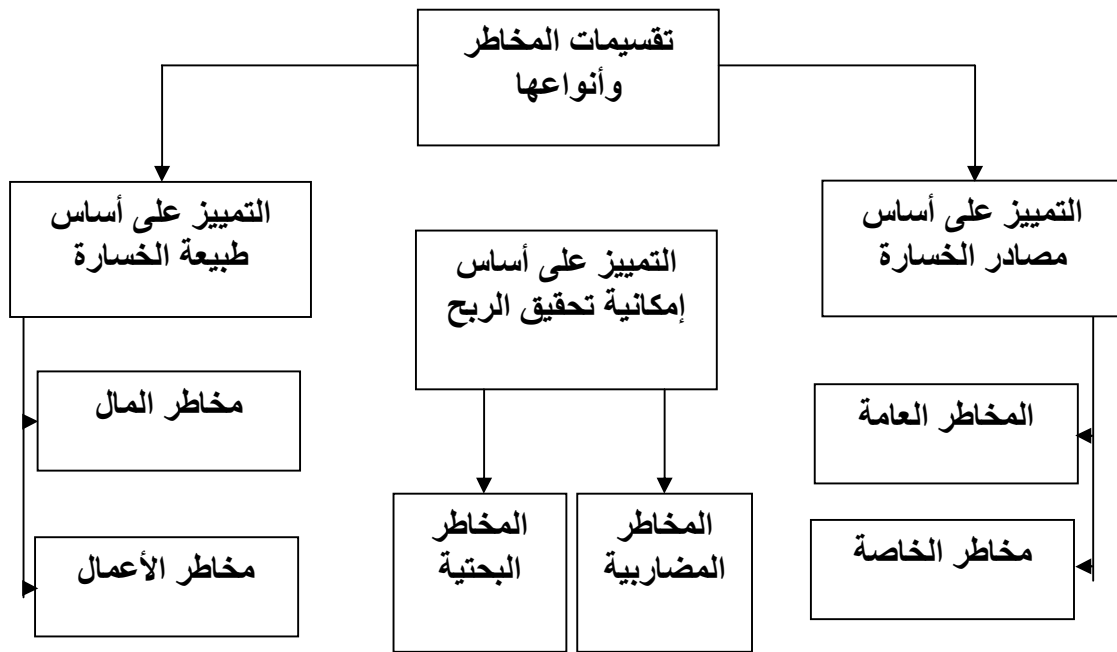 تقسيمات المخاطر
وأنواعها
التمييز على أساس
مصادر الخسارة
التمييز على أساس
إمكانية تحقيق الربح
التمييز على أساس
طبيعة الخسارة
المخاطر العامة
مخاطر الخاصة
المخاطر
المضاربية
المخاطر
البحتية
مخاطر المال
مخاطر الأعمال